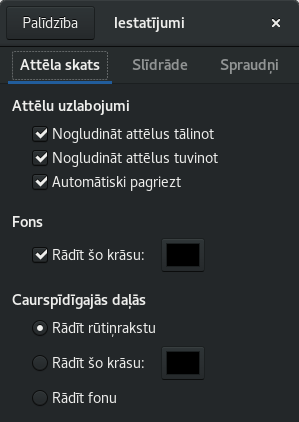 Palīdzība Iestatījumi
Attēla skats Slīdrāde Spraudņi
Attēlu uzlabojumi
Nogludināt attēlus tālinot
Nogludināt attēlus tuvinot
Automātiski pagriezt
Fons
Rādīt šo krāsu:
Caurspīdīgajās daļās
Rādīt rūtiņrakstu
Rādīt šo krāsu:
Rādīt fonu